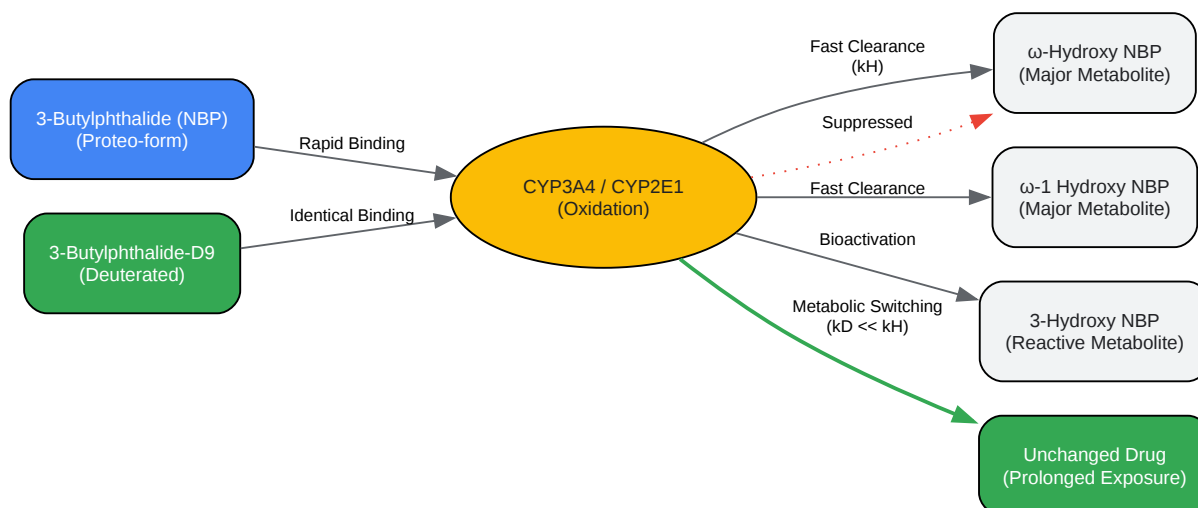 3-Butylphthalide (NBP)
(Proteo-form)
Rapid Binding
3-Butylphthalide-D9
(Deuterated)
Identical Binding
CYP3A4 / CYP2E1
(Oxidation)
Fast Clearance
(kH)
Suppressed
Fast Clearance
Bioactivation
Metabolic Switching
(kD << kH)
ω-Hydroxy NBP
(Major Metabolite)
ω-1 Hydroxy NBP
(Major Metabolite)
3-Hydroxy NBP
(Reactive Metabolite)
Unchanged Drug
(Prolonged Exposure)